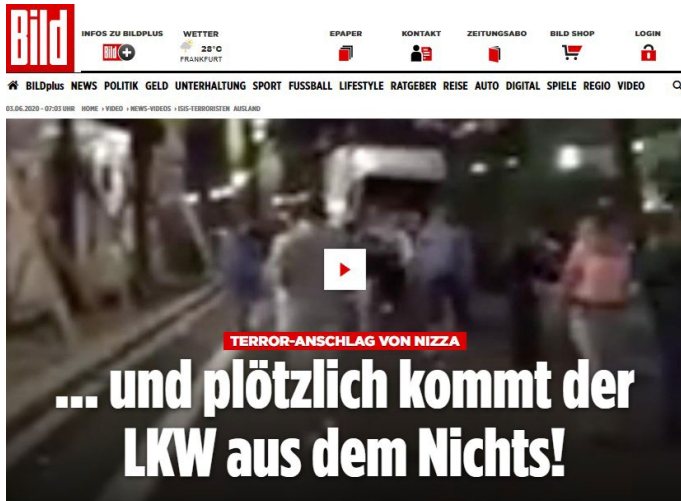 Bild
INFOS ZU BILDPLUS
Bild+
WETTER
28°C
FRANKFURT
EPAPER
KONTAKT
ZEITUNGSABO
BILD SHOP
LOGIN
BILDplus NEWS POLITIK GELD UNTERHALTUNG SPORT FUSSBALL LIFESTYLE RATGEBER REISE AUTO DIGITAL SPIELE REGIO VIDEO
03.06.2020 - 07:03 UHR HOME › VIDEO › NEWS-VIDEOS › ISIS-TERRORISTEN AUSLAND
TERROR-ANSCHLAG VON NIZZA
... und plötzlich kommt der
LKW aus dem Nichts!